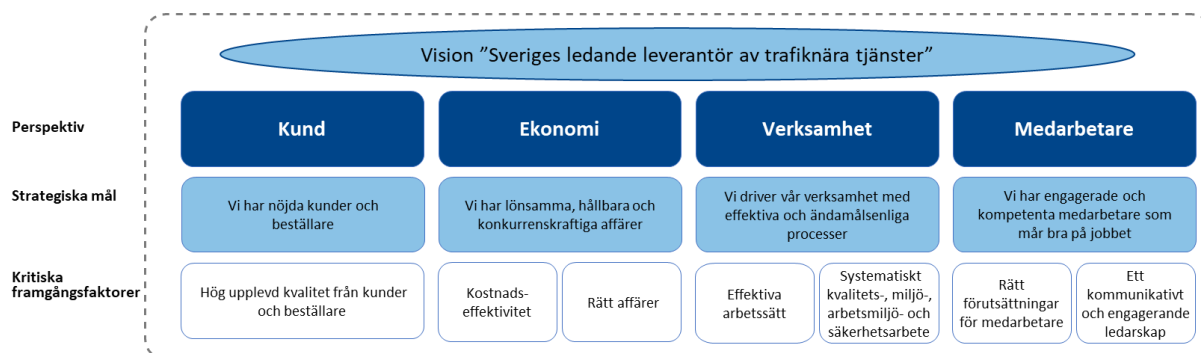 Vision ”Sveriges ledande leverantör av trafiknära tjänster”
Perspektiv
Kund
Ekonomi
Verksamhet
Medarbetare
Strategiska mål
Vi har nöjda kunder och
beställare
Vi har lönsamma, hållbara och
konkurrenskraftiga affärer
Vi driver vår verksamhet med
effektiva och ändamålsenliga
processer
Vi har engagerade och
kompetenta medarbetare som
mår bra på jobbet
Kritiska
framgångsfaktorer
Hög upplevd kvalitet från kunder
och beställare
Kostnads-
effektivitet
Rätt affärer
Effektiva
arbetssätt
Systematiskt
kvalitets-, miljö-,
arbetsmiljö- och
säkerhetsarbete
Rätt
förutsättningar
för medarbetare
Ett
kommunikativt
och engagerande
ledarskap